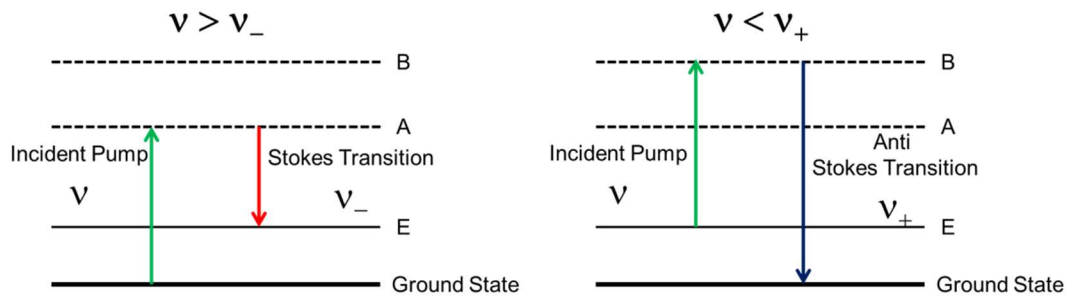 ν > ν₋
B
A
Incident Pump
Stokes Transition
ν
ν₋
E
Ground State
ν < ν₊
B
A
Incident Pump
Anti
Stokes Transition
ν
ν₊
E
Ground State